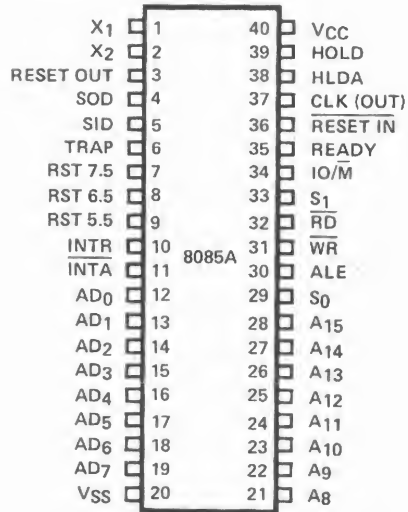 X1 1 40 VCC
X2 2 39 HOLD
RESET OUT 3 38 HLDA
SOD 4 37 CLK (OUT)
SID 5 36 RESET IN
TRAP 6 35 READY
RST 7.5 7 34 IO/M
RST 6.5 8 33 S1
RST 5.5 9 32 RD
INTR 10 31 WR
8085A
INTA 11 30 ALE
AD0 12 29 S0
AD1 13 28 A15
AD2 14 27 A14
AD3 15 26 A13
AD4 16 25 A12
AD5 17 24 A11
AD6 18 23 A10
AD7 19 22 A9
VSS 20 21 A8